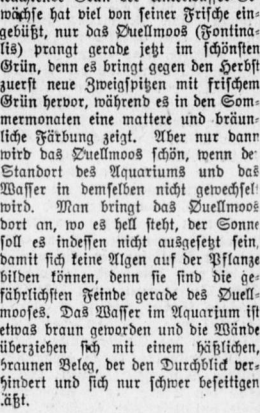 wächse hat viel von seiner Frische ein-
gebüßt, nur das Quellmoos (Fontina-
lis) prangt gerade jetzt im schönsten
Grün, denn es bringt gegen den Herbst
zuerst neue Zweigspitzen mit frischem
Grün hervor, während es in den Som-
mermonaten eine mattere und bräun-
liche Färbung zeigt. Aber nur dann
wird das Quellmoos schön, wenn de
Standort des Aquariums und das
Wasser in demselben nicht gewechsel
wird. Man bringt das Quellmoos
dort an, wo es hell steht, der Sonne
soll es indessen nicht ausgesetzt sein,
damit sich keine Algen auf der Pflanze
bilden können, denn sie sind die ge-
fährlichsten Feinde gerade des Quell-
mooses. Das Wasser im Aquarium ist
etwas braun geworden und die Wände
überziehen sich mit einem häßlichen,
braunen Beleg, der den Durchblick ver-
hindert und sich nur schwer beseitigen
läßt.